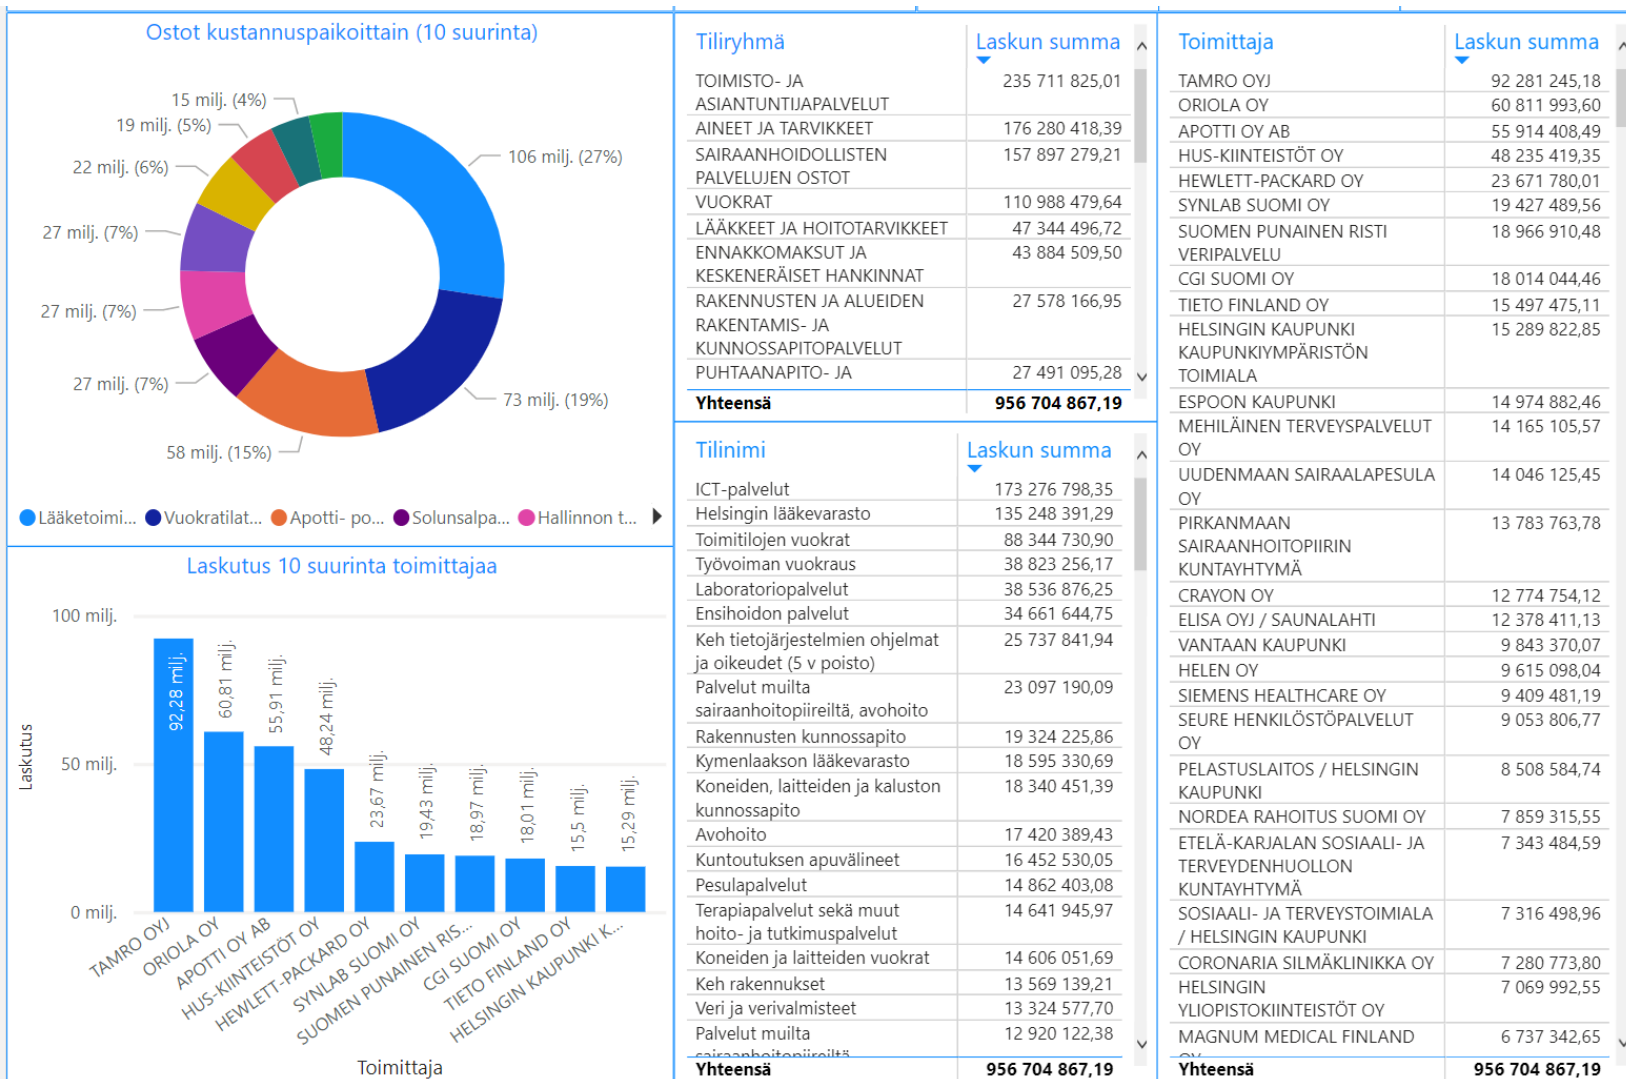 Ostot kustannuspaikoittain (10 suurinta)
15 milj. (4%)
19 milj. (5%)
22 milj. (6%)
27 milj. (7%)
27 milj. (7%)
27 milj. (7%)
58 milj. (15%)
73 milj. (19%)
106 milj. (27%)
Lääketoimi... Vuokratilat... Apotti- po... Solunsalpa... Hallinnon t...
Laskutus 10 suurinta toimittajaa
Laskutus
100 milj.
50 milj.
0 milj.
92,28 milj.
60,81 milj.
55,91 milj.
48,24 milj.
23,67 milj.
19,43 milj.
18,97 milj.
18,01 milj.
15,5 milj.
15,29 milj.
TAMRO OYJ
ORIOLA OY
APOTTI OY AB
HUS-KIINTEISTÖT OY
HEWLETT-PACKARD OY
SYNLAB SUOMI OY
SUOMEN PUNAINEN RIS...
CGI SUOMI OY
TIETO FINLAND OY
HELSINGIN KAUPUNKI K...
Toimittaja
Tiliryhmä Laskun summa
TOIMISTO- JA 235 711 825,01
ASIANTUNTIJAPALVELUT
AINEET JA TARVIKKEET 176 280 418,39
SAIRAANHOIDOLLISTEN 157 897 279,21
PALVELUJEN OSTOT
VUOKRAT 110 988 479,64
LÄÄKKEET JA HOITOTARVIKKEET 47 344 496,72
ENNAKKOMAKSUT JA 43 884 509,50
KESKENERÄISET HANKINNAT
RAKENNUSTEN JA ALUEIDEN 27 578 166,95
RAKENTAMIS- JA
KUNNOSSAPITOPALVELUT
PUHTAANAPITO- JA 27 491 095,28
Yhteensä 956 704 867,19
Tilinimi Laskun summa
ICT-palvelut 173 276 798,35
Helsingin lääkevarasto 135 248 391,29
Toimitilojen vuokrat 88 344 730,90
Työvoiman vuokraus 38 823 256,17
Laboratoriopalvelut 38 536 876,25
Ensihoidon palvelut 34 661 644,75
Keh tietojärjestelmien ohjelmat 25 737 841,94
ja oikeudet (5 v poisto)
Palvelut muilta 23 097 190,09
sairaanhoitopiireiltä, avohoito
Rakennusten kunnossapito 19 324 225,86
Kymenlaakson lääkevarasto 18 595 330,69
Koneiden, laitteiden ja kaluston 18 340 451,39
kunnossapito
Avohoito 17 420 389,43
Kuntoutuksen apuvälineet 16 452 530,05
Pesulapalvelut 14 862 403,08
Terapiapalvelut sekä muut 14 641 945,97
hoito- ja tutkimuspalvelut
Koneiden ja laitteiden vuokrat 14 606 051,69
Keh rakennukset 13 569 139,21
Veri ja verivalmisteet 13 324 577,70
Palvelut muilta 12 920 122,38
sairaanhoitopiireiltä
Yhteensä 956 704 867,19
Toimittaja Laskun summa
TAMRO OYJ 92 281 245,18
ORIOLA OY 60 811 993,60
APOTTI OY AB 55 914 408,49
HUS-KIINTEISTÖT OY 48 235 419,35
HEWLETT-PACKARD OY 23 671 780,01
SYNLAB SUOMI OY 19 427 489,56
SUOMEN PUNAINEN RISTI 18 966 910,48
VERIPALVELU
CGI SUOMI OY 18 014 044,46
TIETO FINLAND OY 15 497 475,11
HELSINGIN KAUPUNKI 15 289 822,85
KAUPUNKIYMPÄRISTÖN
TOIMIALA
ESPOON KAUPUNKI 14 974 882,46
MEHILÄINEN TERVEYSPALVELUT 14 165 105,57
OY
UUDENMAAN SAIRAALAPESULA 14 046 125,45
OY
PIRKANMAAN 13 783 763,78
SAIRAANHOITOPIIRIN
KUNTAYHTYMÄ
CRAYON OY 12 774 754,12
ELISA OYJ / SAUNALAHTI 12 378 411,13
VANTAAN KAUPUNKI 9 843 370,07
HELEN OY 9 615 098,04
SIEMENS HEALTHCARE OY 9 409 481,19
SEURE HENKILÖSTÖPALVELUT 9 053 806,77
OY
PELASTUSLAITOS / HELSINGIN 8 508 584,74
KAUPUNKI
NORDEA RAHOITUS SUOMI OY 7 859 315,55
ETELÄ-KARJALAN SOSIAALI- JA 7 343 484,59
TERVEYDENHUOLLON
KUNTAYHTYMÄ
SOSIAALI- JA TERVEYSTOIMIALA 7 316 498,96
/ HELSINGIN KAUPUNKI
CORONARIA SILMÄKLINIKKA OY 7 280 773,80
HELSINGIN 7 069 992,55
YLIOPISTOKIINTEISTÖT OY
MAGNUM MEDICAL FINLAND 6 737 342,65
OY
Yhteensä 956 704 867,19